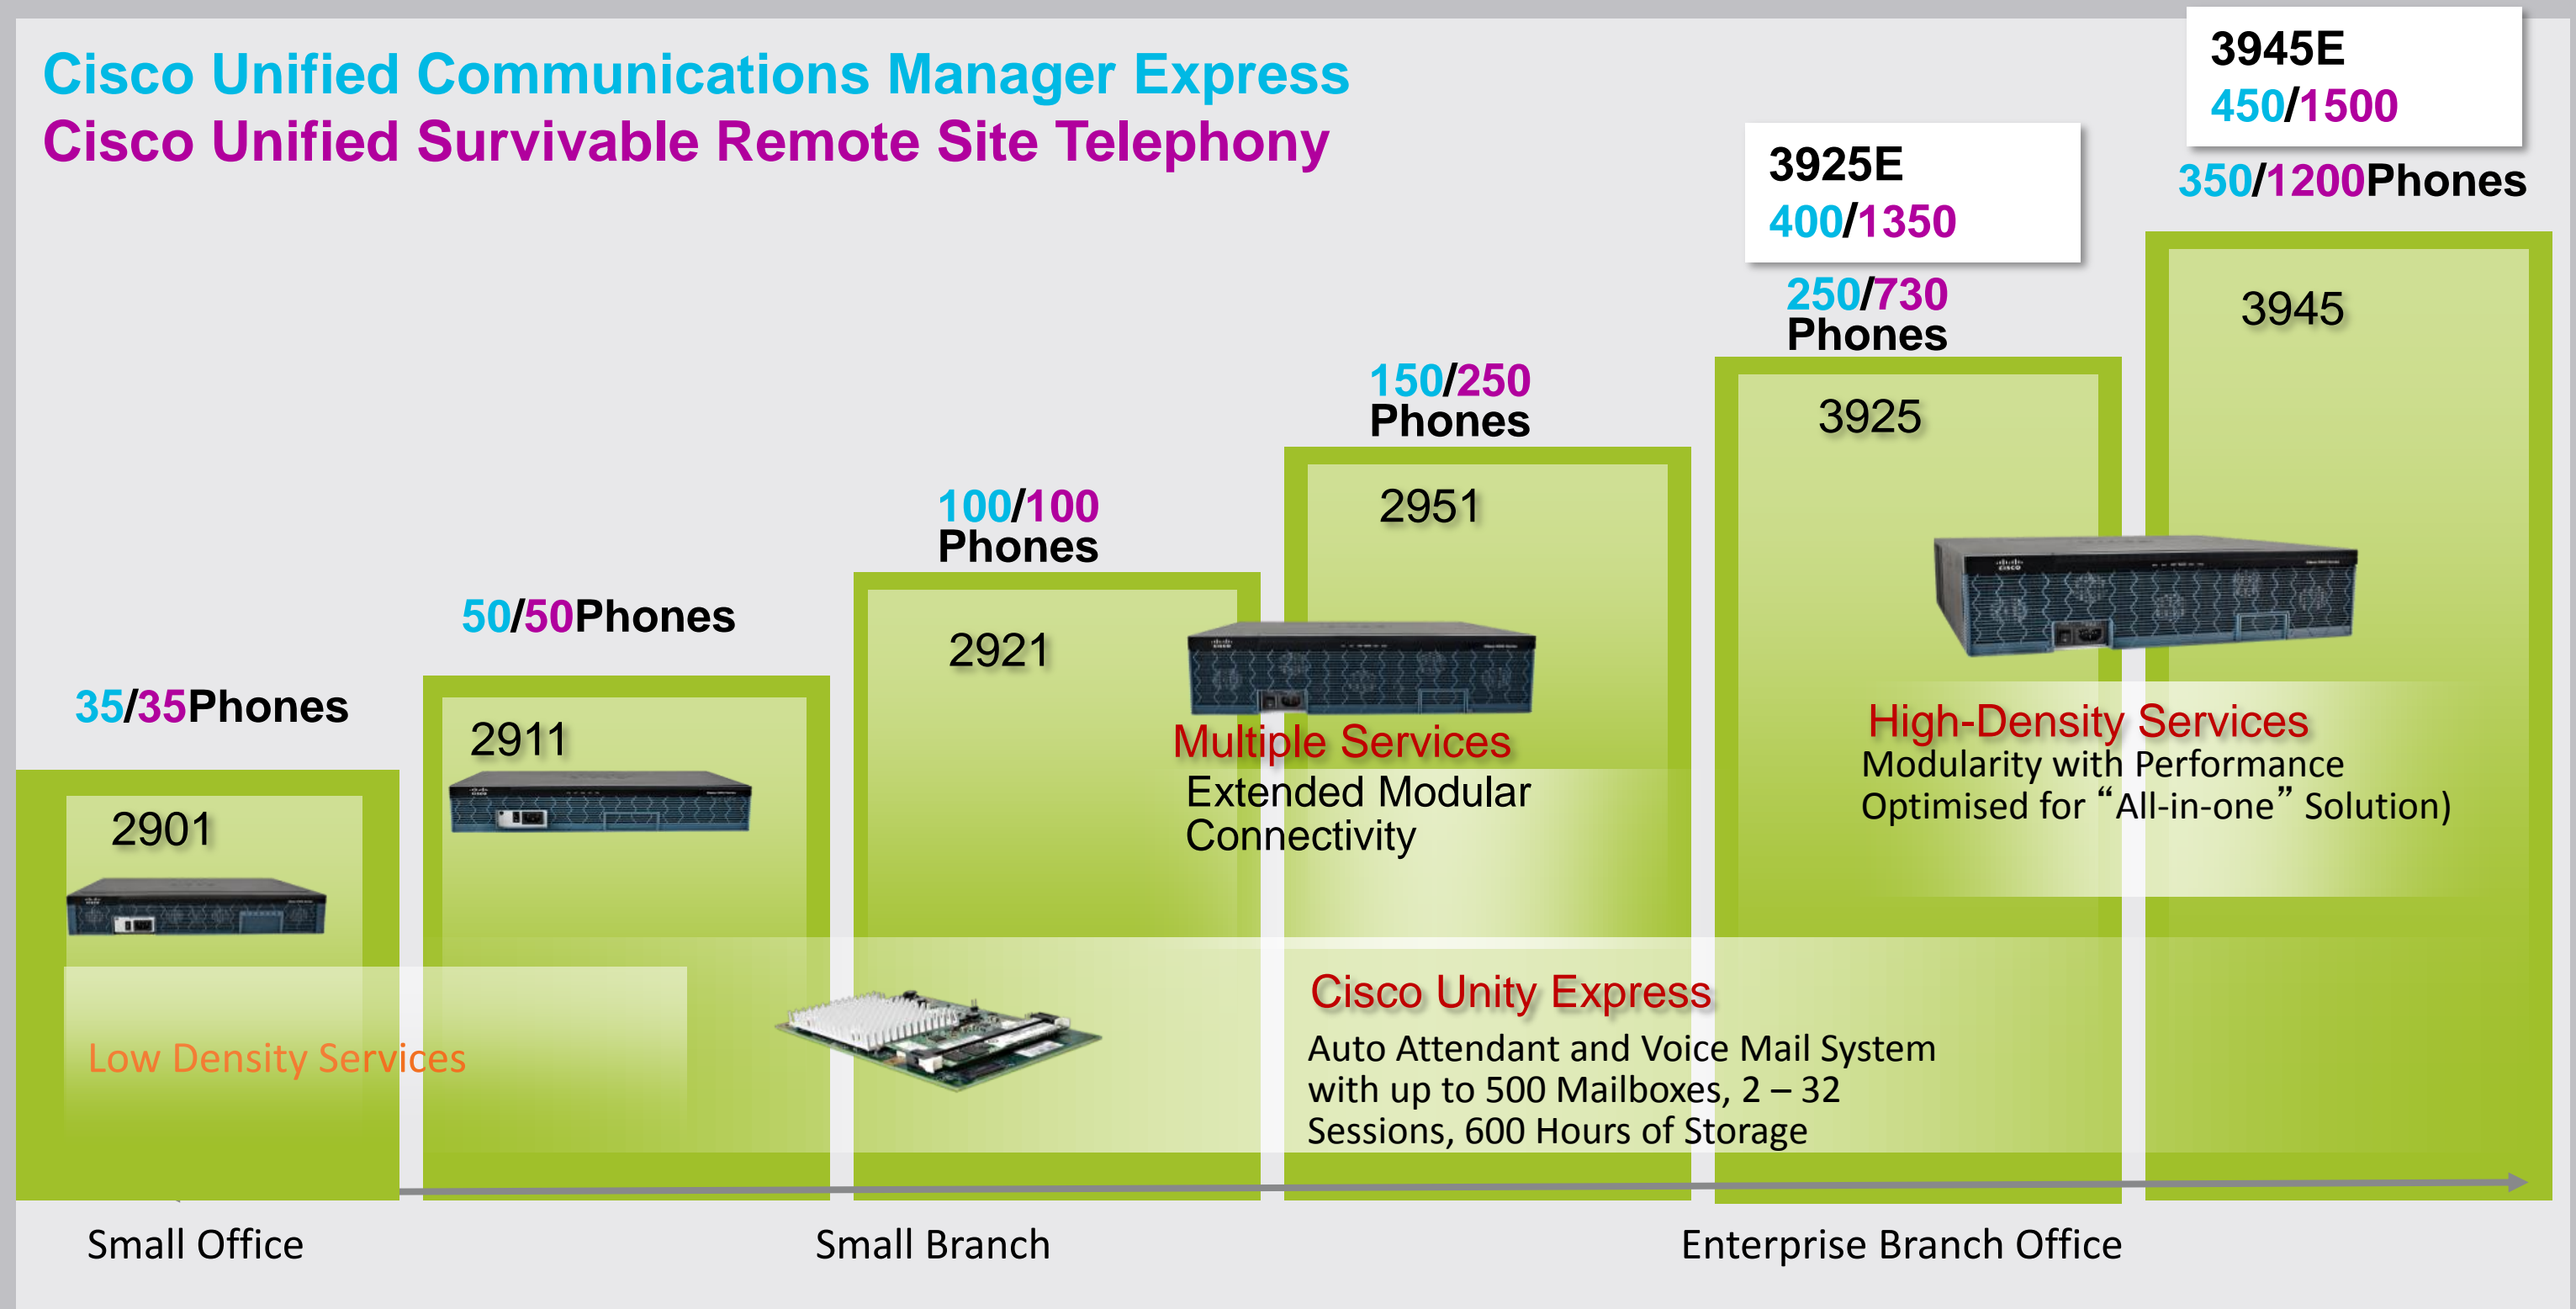 Cisco Unified Communications Manager Express
Cisco Unified Survivable Remote Site Telephony
3945E
450/1500
350/1200Phones
3925E
400/1350
250/730
Phones
3945
150/250
Phones
3925
100/100
Phones
2951
50/50Phones
2921
35/35Phones
2911
2901
Multiple Services
Extended Modular
Connectivity
High-Density Services
Modularity with Performance
Optimised for “All-in-one” Solution)
Low Density Services
Cisco Unity Express
Auto Attendant and Voice Mail System
with up to 500 Mailboxes, 2 – 32
Sessions, 600 Hours of Storage
Small Office
Small Branch
Enterprise Branch Office